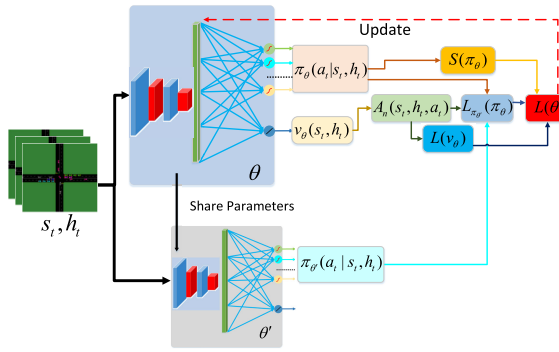 Update
π_θ(a_t|s_t,h_t)
S(π_θ)
v_θ(s_t,h_t)
A_n(s_t,h_t,a_t)
L_{π_θ'}(π_θ)
L(θ
L(v_θ)
θ
s_t,h_t
Share Parameters
π_θ'(a_t|s_t,h_t)
θ'